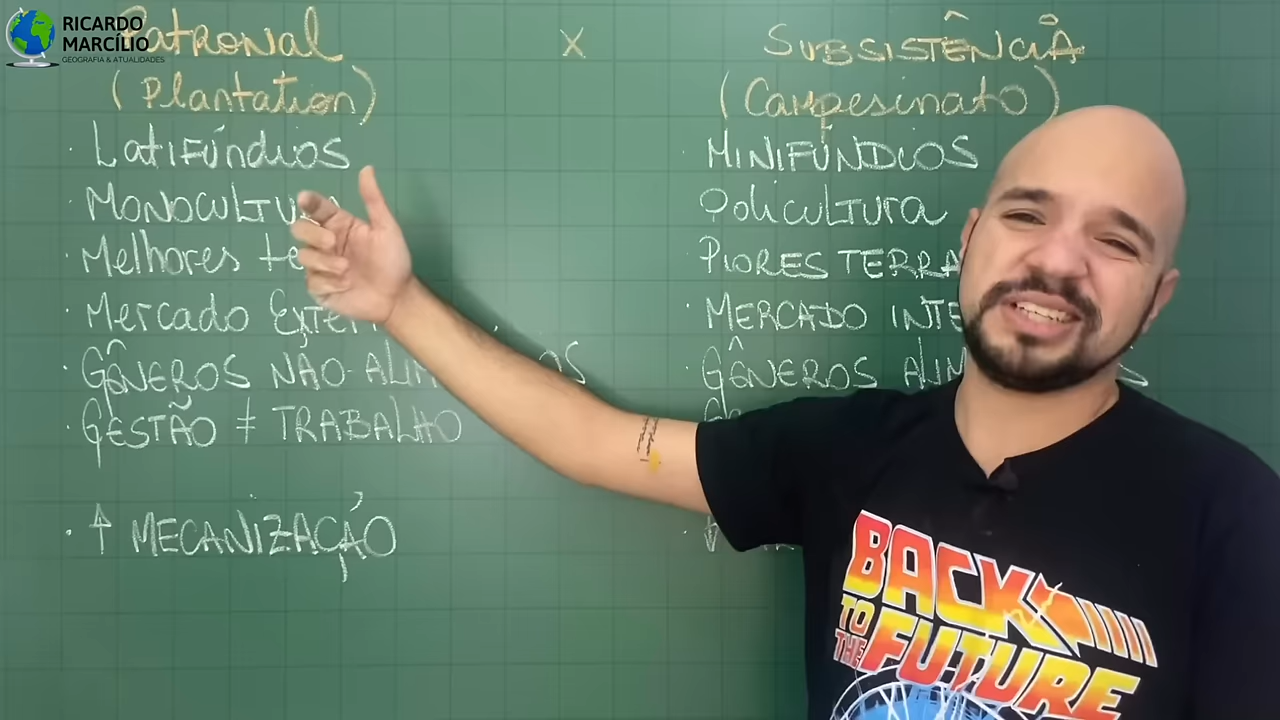 RICARDO
MARCÍLIO
GEOGRAFIA & ATUALIDADES
Patronal X SUBSISTÊNCIA
(Plantation) (Campesinato)
· Latifúndios · MINIFÚNDIOS
· MONOCULTURA · Policultura
· Melhores · PIORES
· Mercado · MERCADO
· GÊNEROS NÃO-· GÊNEROS
· GESTÃO ≠ TRABALHO
· ↑ MECANIZAÇÃO · ↓
BACK
TO
THE FUTURE